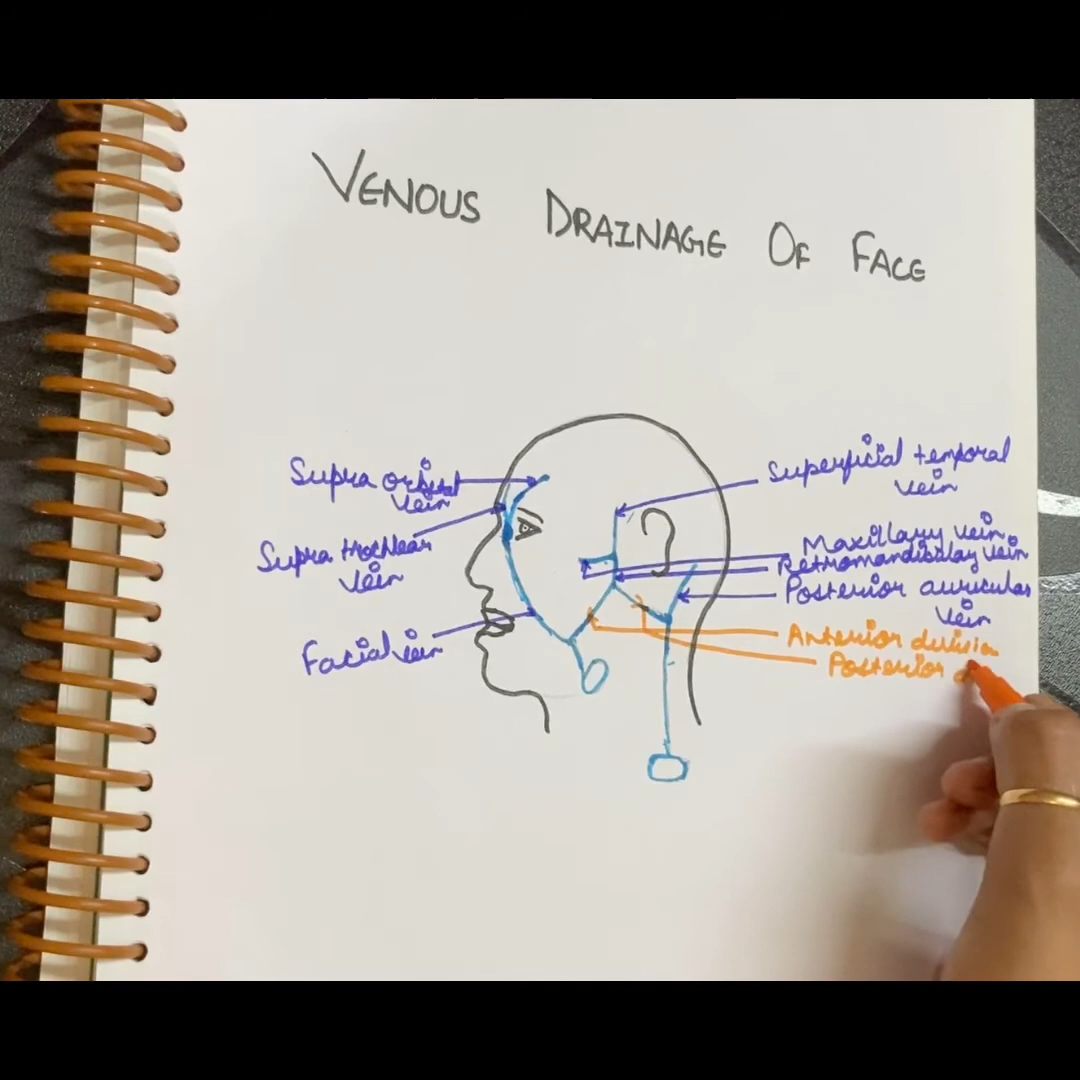 VENOUS DRAINAGE OF FACE
Supra orbital
vein
Supra trochlear
vein
Facial vein
Superficial temporal
vein
Maxillary vein
Retromandibular vein
Posterior auricular
vein
Anterior division
Posterior d